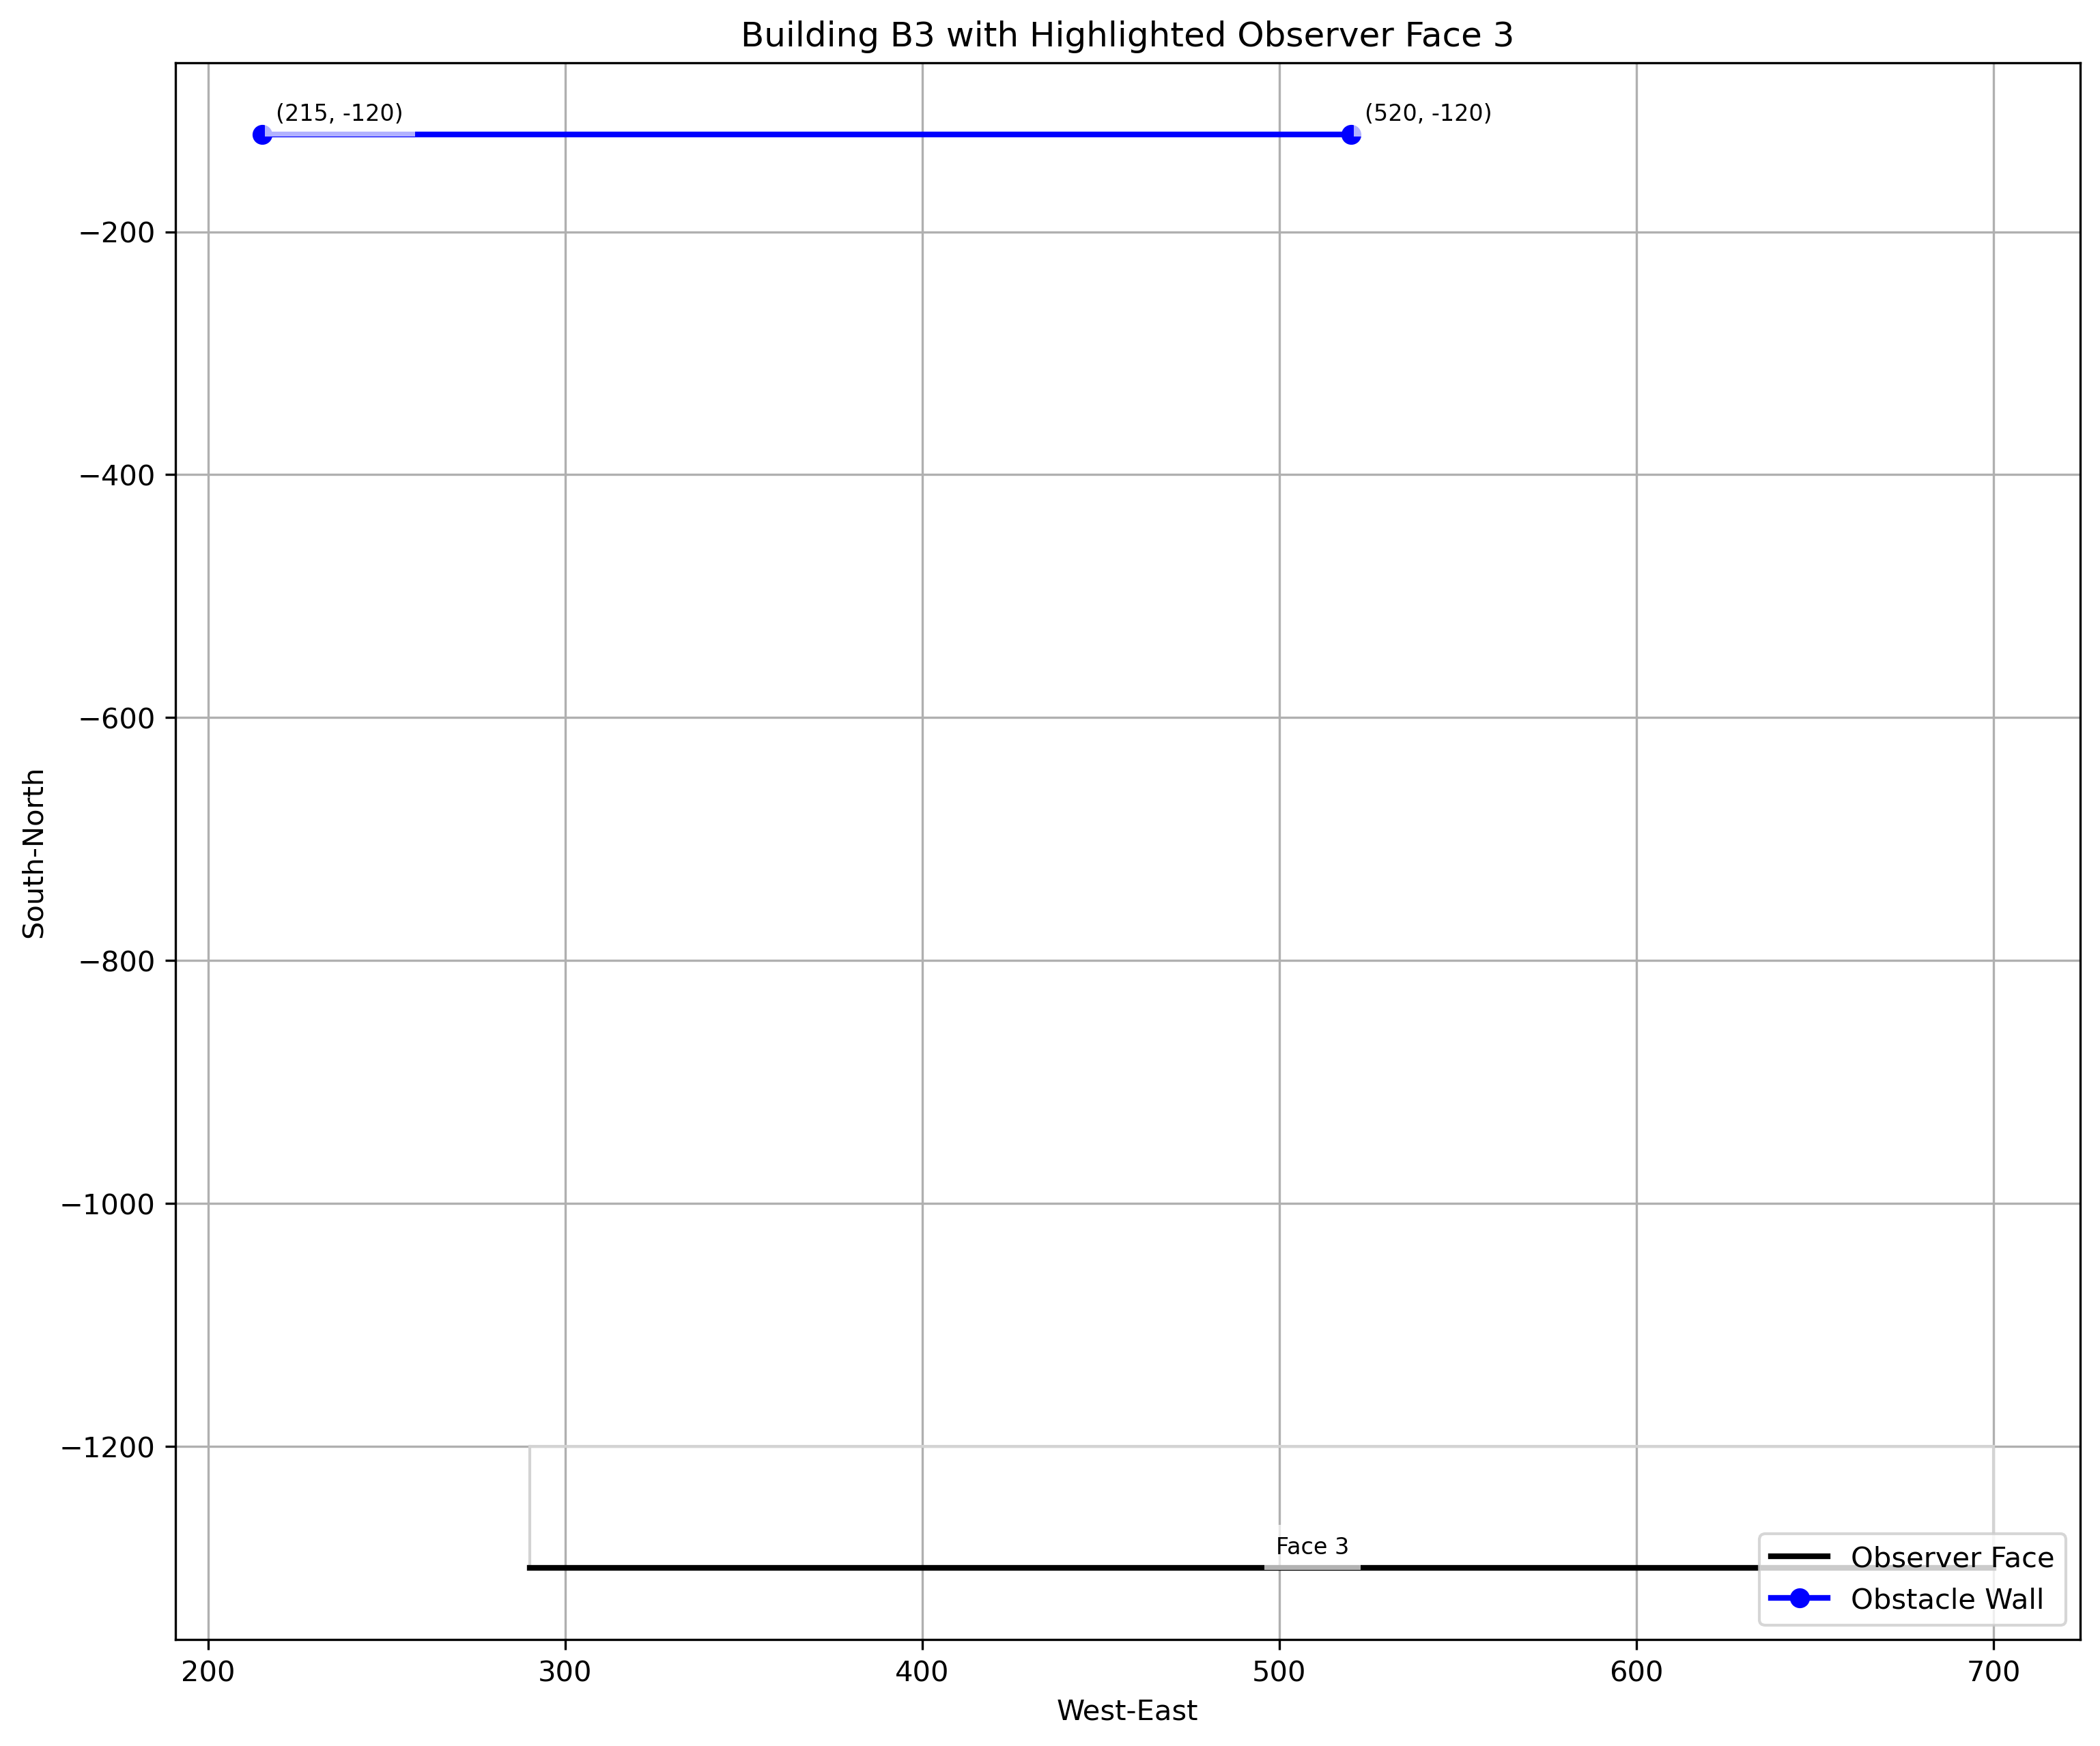 Building B3 with Highlighted Observer Face 3
(215, -120)
(520, -120)
−200
−400
−600
−800
−1000
−1200
South-North
Face 3
Observer Face
Obstacle Wall
200
300
400
500
600
700
West-East